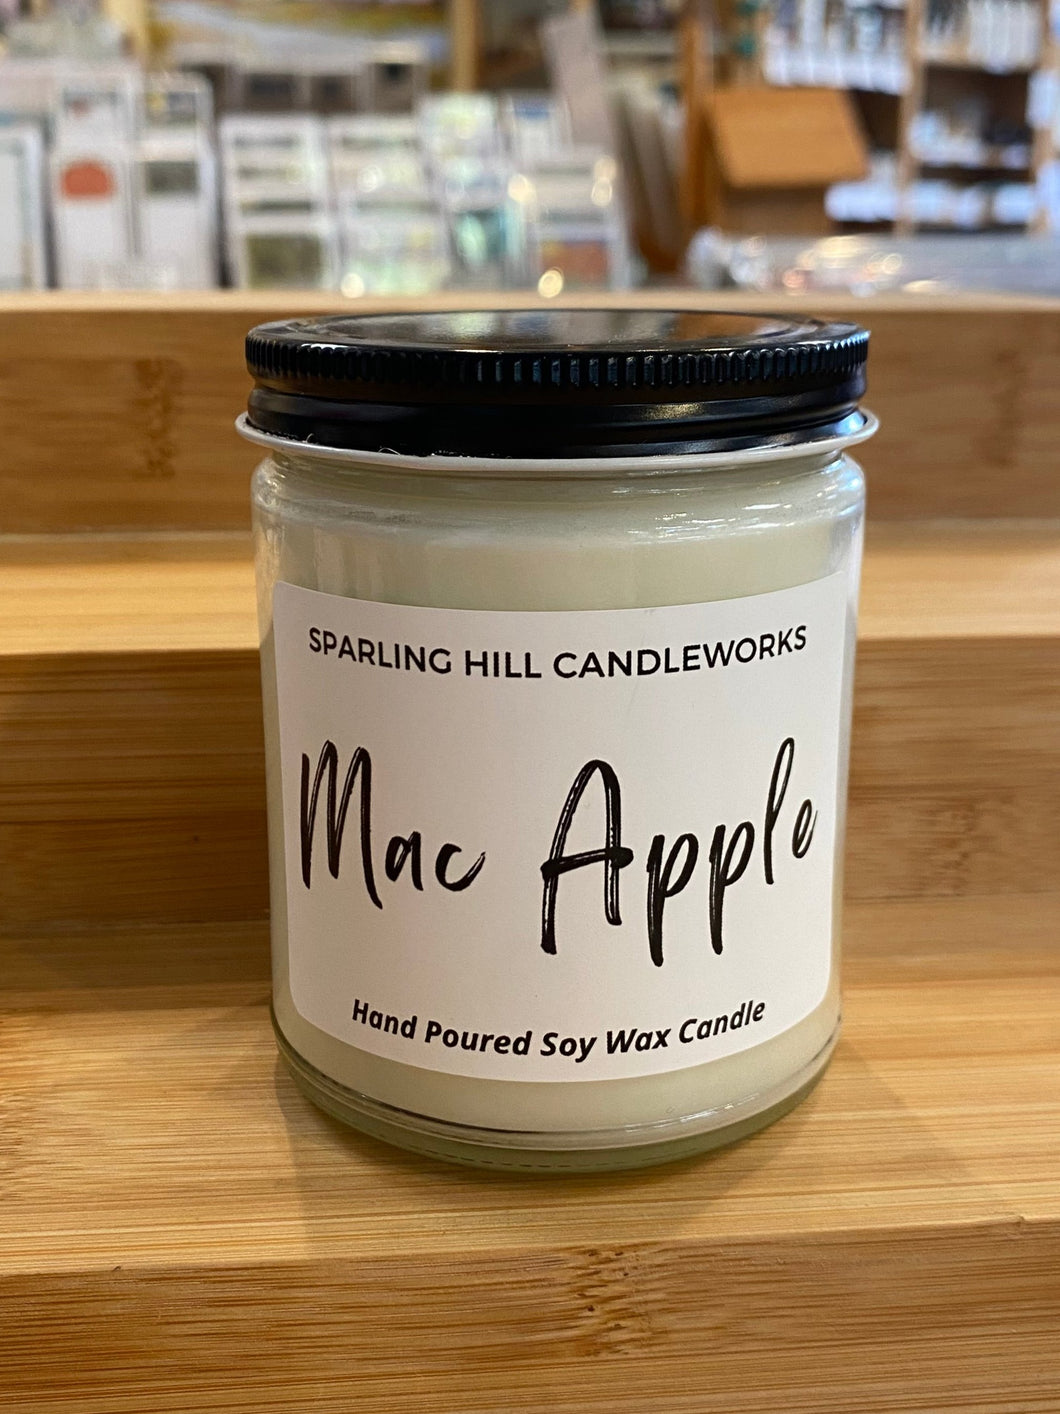 SPARLING HILL CANDLEWORKS
Mac Apple
Hand Poured Soy Wax Candle